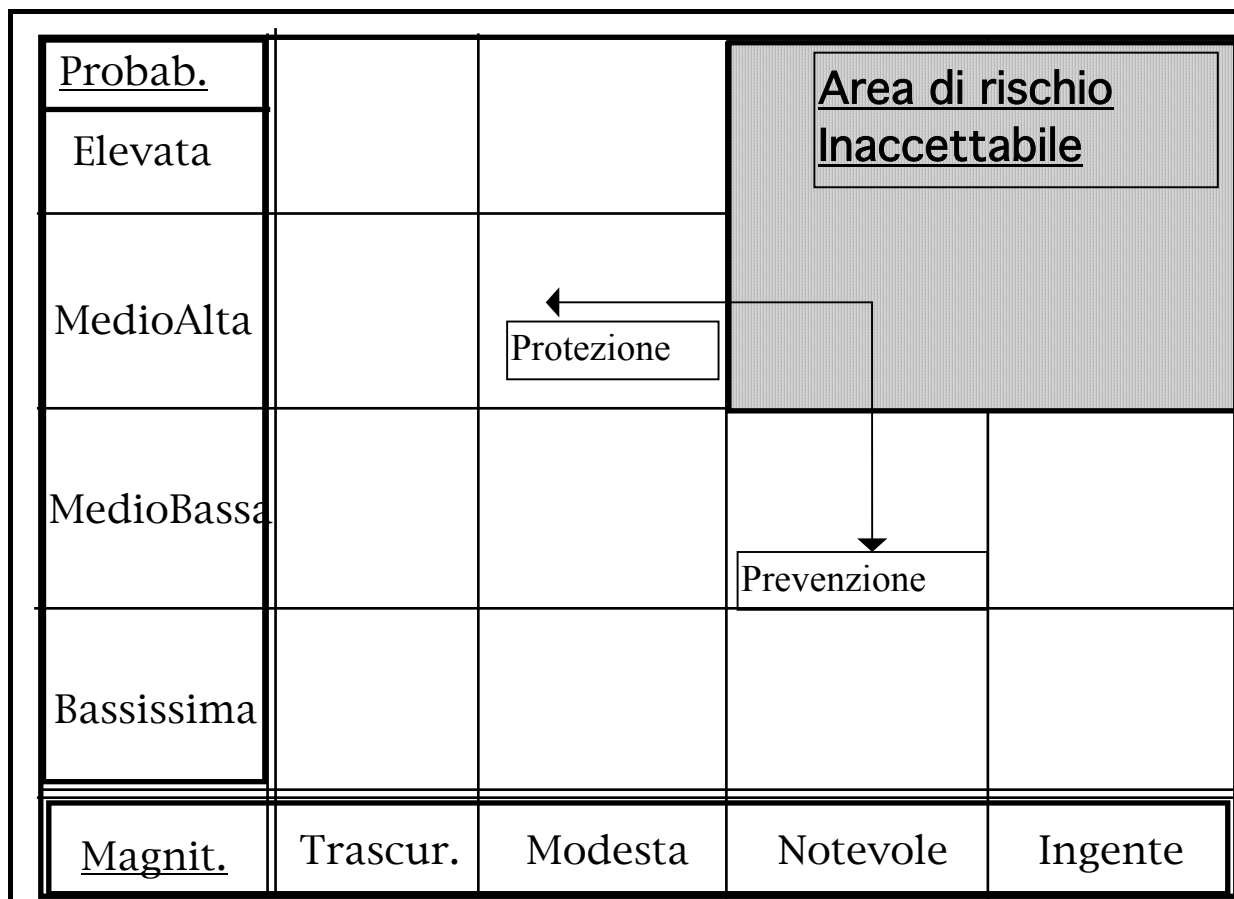 Probab.
Area di rischio
Inaccettabile
Elevata
MedioAlta
Protezione
MedioBassa
Prevenzione
Bassissima
Magnit.
Trascur.
Modesta
Notevole
Ingente